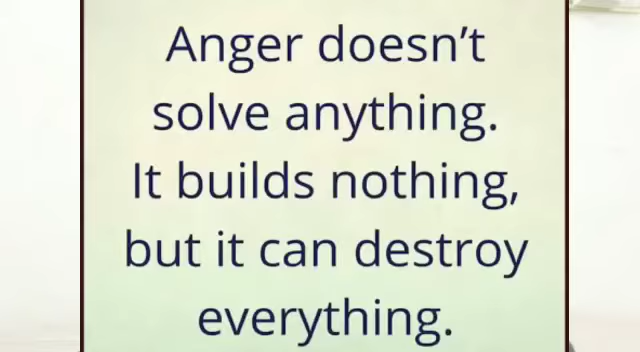 Anger doesn’t
solve anything.
It builds nothing,
but it can destroy
everything.